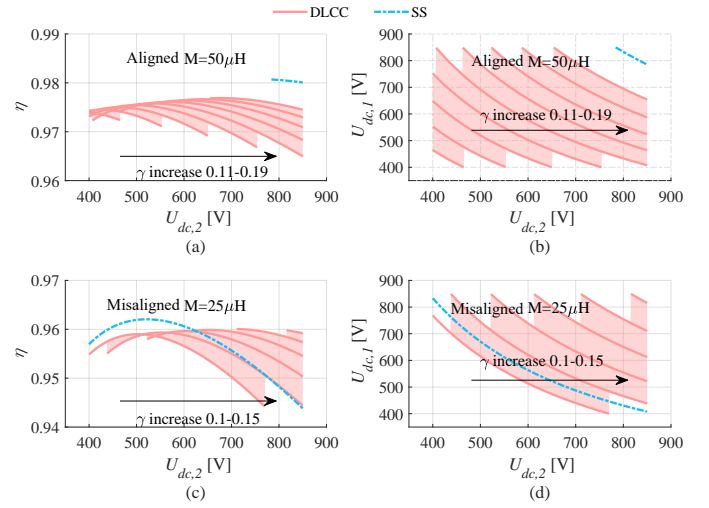 DLCC SS
0.99
0.98
0.97
0.96
η
Aligned M=50μH
γ increase 0.11-0.19
400 500 600 700 800 900
U_dc,2 [V]
(a)
900
800
700
600
500
400
300
U_dc,1 [V]
Aligned M=50μH
γ increase 0.11-0.19
400 500 600 700 800 900
U_dc,2 [V]
(b)
0.97
0.96
0.95
0.94
η
Misaligned M=25μH
γ increase 0.1-0.15
400 500 600 700 800 900
U_dc,2 [V]
(c)
900
800
700
600
500
400
U_dc,1 [V]
Misaligned M=25μH
γ increase 0.1-0.15
400 500 600 700 800 900
U_dc,2 [V]
(d)